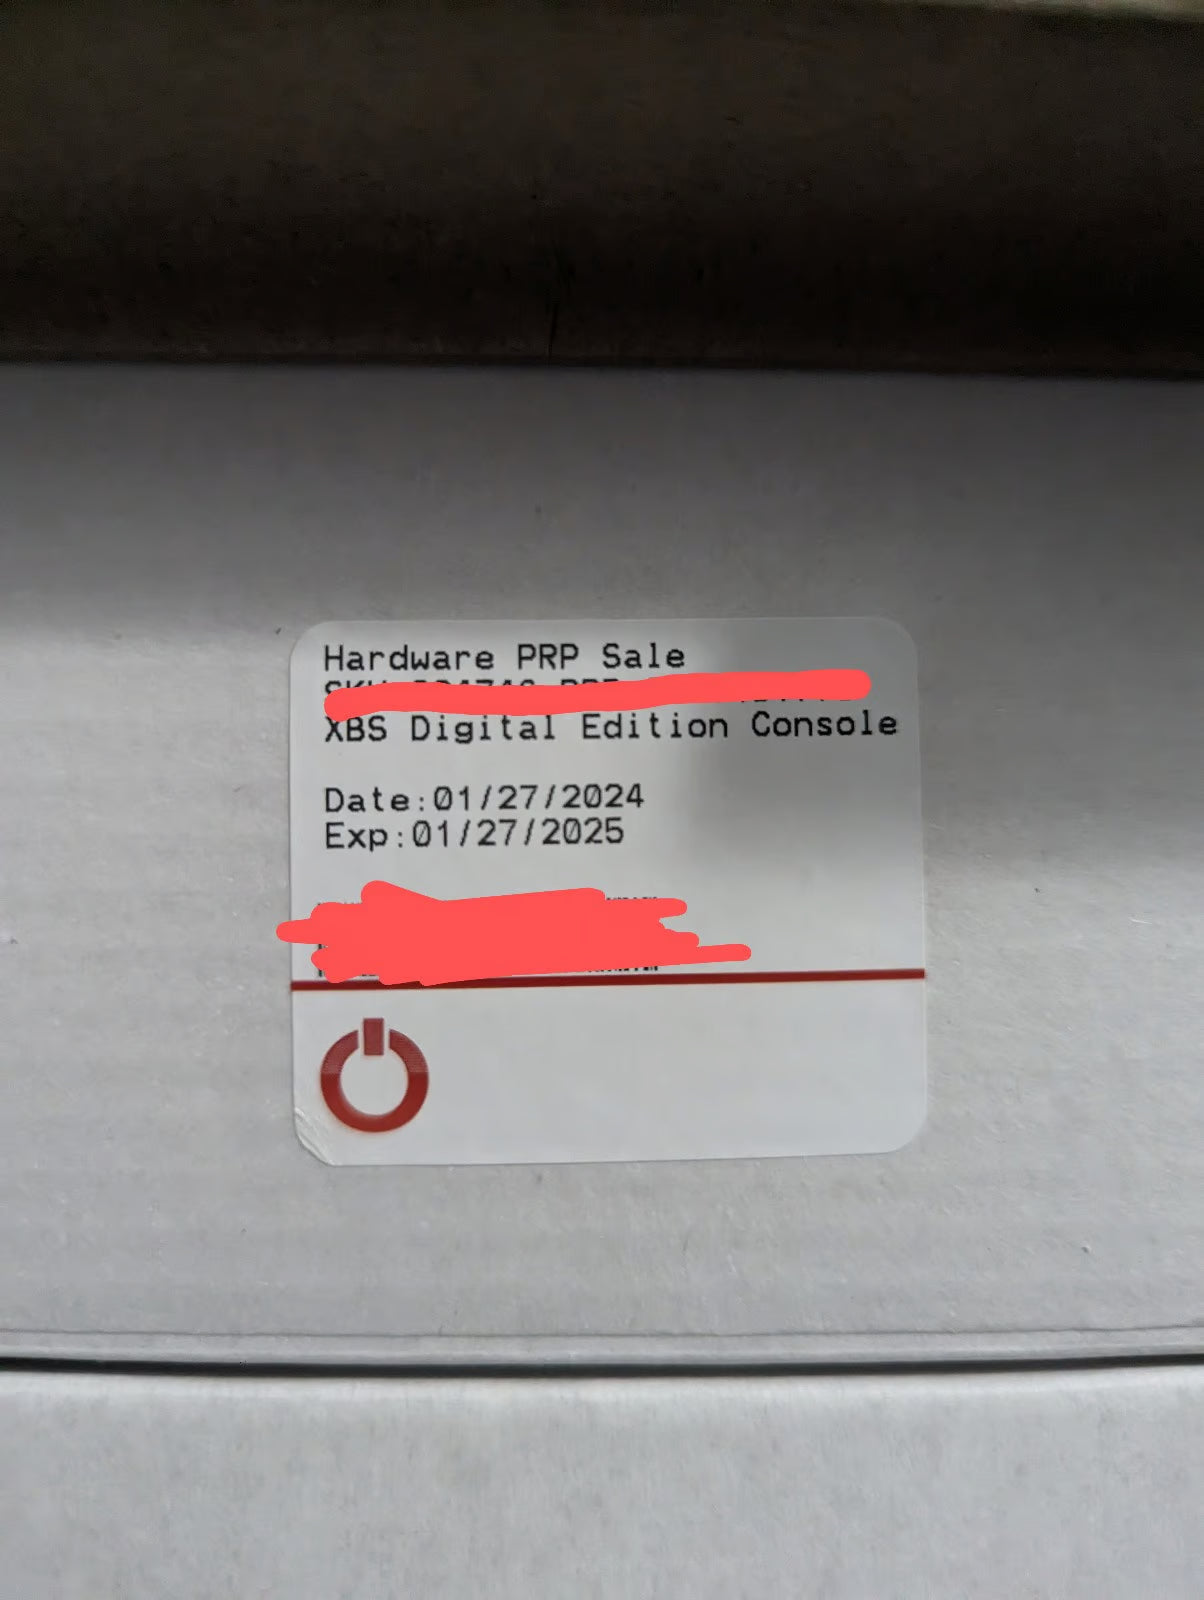 Hardware PRP Sale
XBS Digital Edition Console
Date:01/27/2024
Exp:01/27/2025